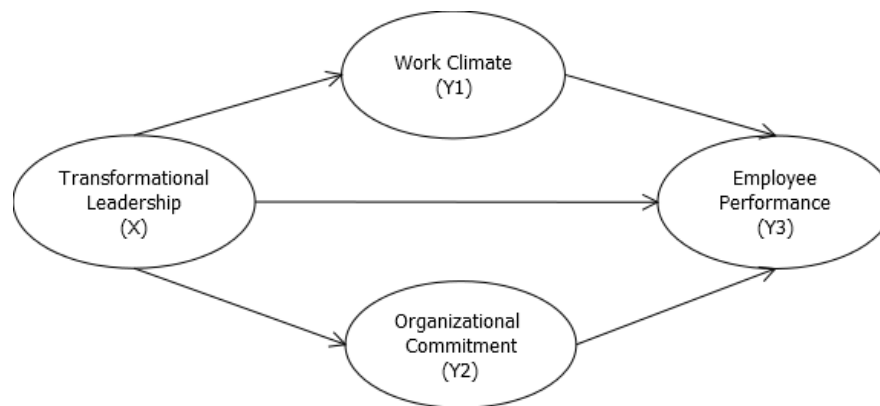 Work Climate
(Y1)
Transformational
Leadership
(X)
Employee
Performance
(Y3)
Organizational
Commitment
(Y2)